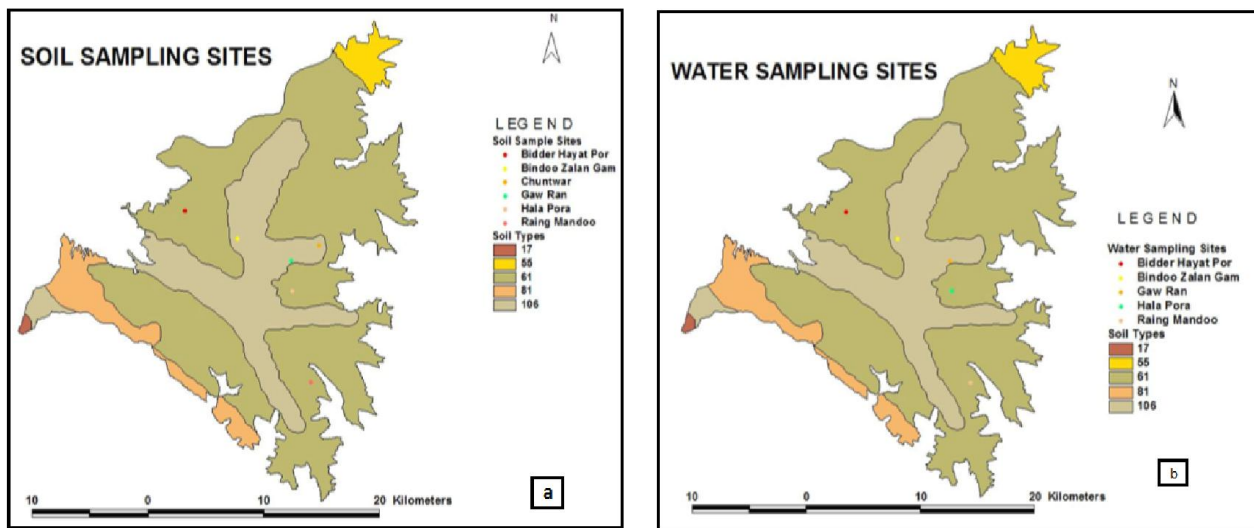 N
SOIL SAMPLING SITES
LEGEND
Soil Sample Sites
Bidder Hayat Por
Bindoo Zalan Gam
Chuntwar
Gaw Ran
Hala Pora
Raing Mandoo
Soil Types
17
55
61
81
106
a
10 0 10 20 Kilometers
WATER SAMPLING SITES
N
LEGEND
Water Sampling Sites
Bidder Hayat Por
Bindoo Zalan Gam
Gaw Ran
Hala Pora
Raing Mandoo
Soil Types
17
55
61
81
106
b
10 0 10 20 Kilometers